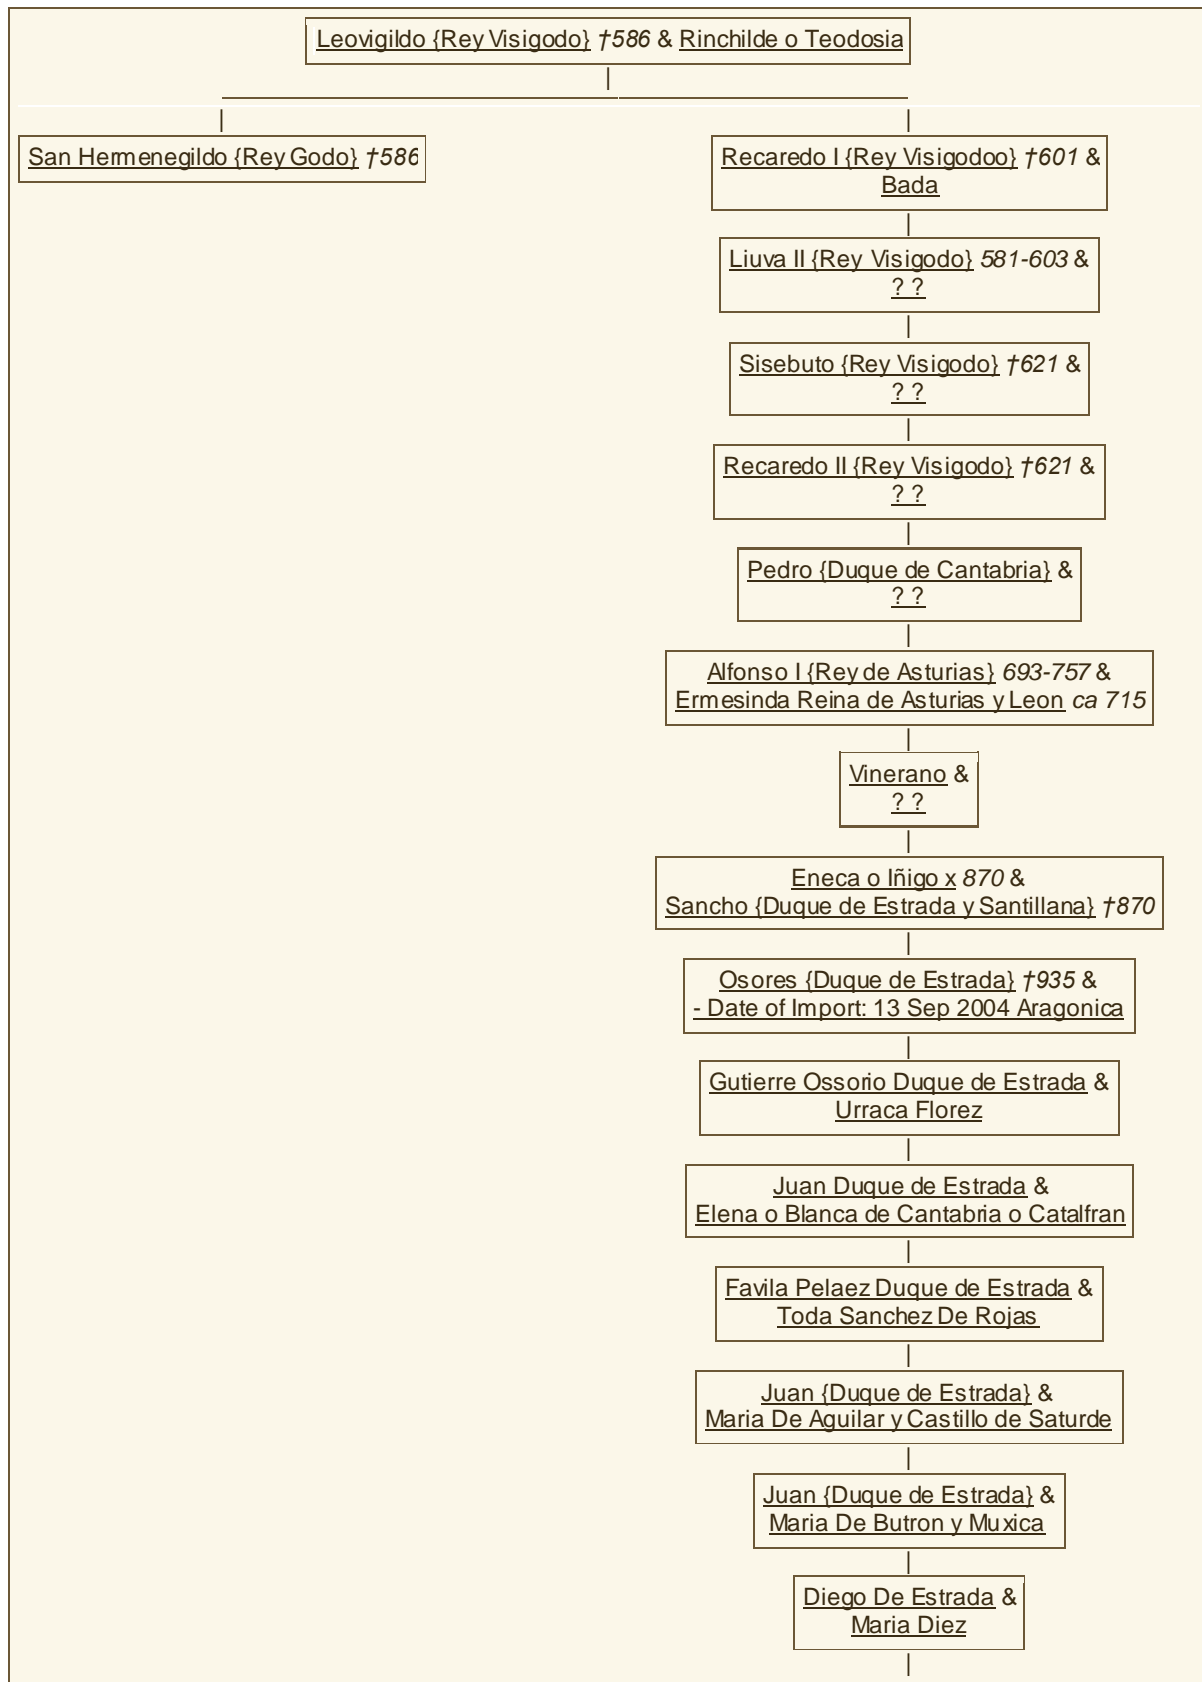 Leovigildo {Rey Visigodo} †586 & Rinchilde o Teodosia
San Hermenegildo {Rey Godo} †586
Recaredo I {Rey Visigodoo} †601 &
Bada
Liuva II {Rey Visigodo} 581-603 &
? ?
Sisebuto {Rey Visigodo} †621 &
? ?
Recaredo II {Rey Visigodo} †621 &
? ?
Pedro {Duque de Cantabria} &
? ?
Alfonso I {Rey de Asturias} 693-757 &
Ermesinda Reina de Asturias y Leon ca 715
Vinerano &
? ?
Eneca o Iñigo x 870 &
Sancho {Duque de Estrada y Santillana} †870
Osores {Duque de Estrada} †935 &
- Date of Import: 13 Sep 2004 Aragonica
Gutierre Ossorio Duque de Estrada &
Urraca Florez
Juan Duque de Estrada &
Elena o Blanca de Cantabria o Catalfran
Favila Pelaez Duque de Estrada &
Toda Sanchez De Rojas
Juan {Duque de Estrada} &
Maria De Aguilar y Castillo de Saturde
Juan {Duque de Estrada} &
Maria De Butron y Muxica
Diego De Estrada &
Maria Diez